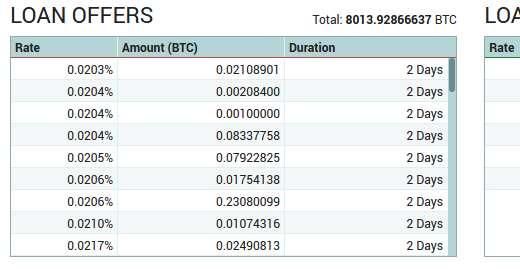 LOAN OFFERS Total: 8013.92866637 BTC LOA
Rate Amount (BTC) Duration Rate
0.0203% 0.02108901 2 Days
0.0204% 0.00208400 2 Days
0.0204% 0.00100000 2 Days
0.0204% 0.08337758 2 Days
0.0205% 0.07922825 2 Days
0.0206% 0.01754138 2 Days
0.0206% 0.23080099 2 Days
0.0210% 0.01074316 2 Days
0.0217% 0.02490813 2 Days